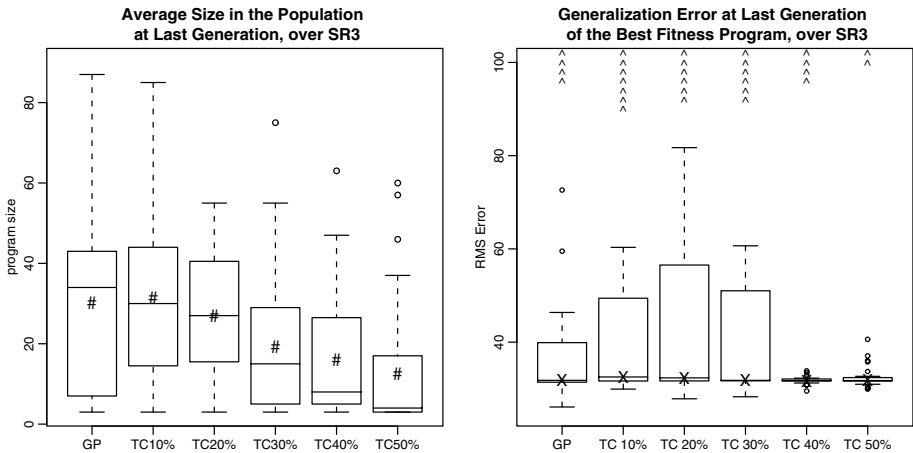 Average Size in the Population
at Last Generation, over SR3
program size
80
60
40
20
0
#
#
#
#
#
#
GP
TC10%
TC20%
TC30%
TC40%
TC50%
Generalization Error at Last Generation
of the Best Fitness Program, over SR3
RMS Error
100
80
60
40
X
X
X
X
X
X
GP
TC 10%
TC 20%
TC 30%
TC 40%
TC 50%